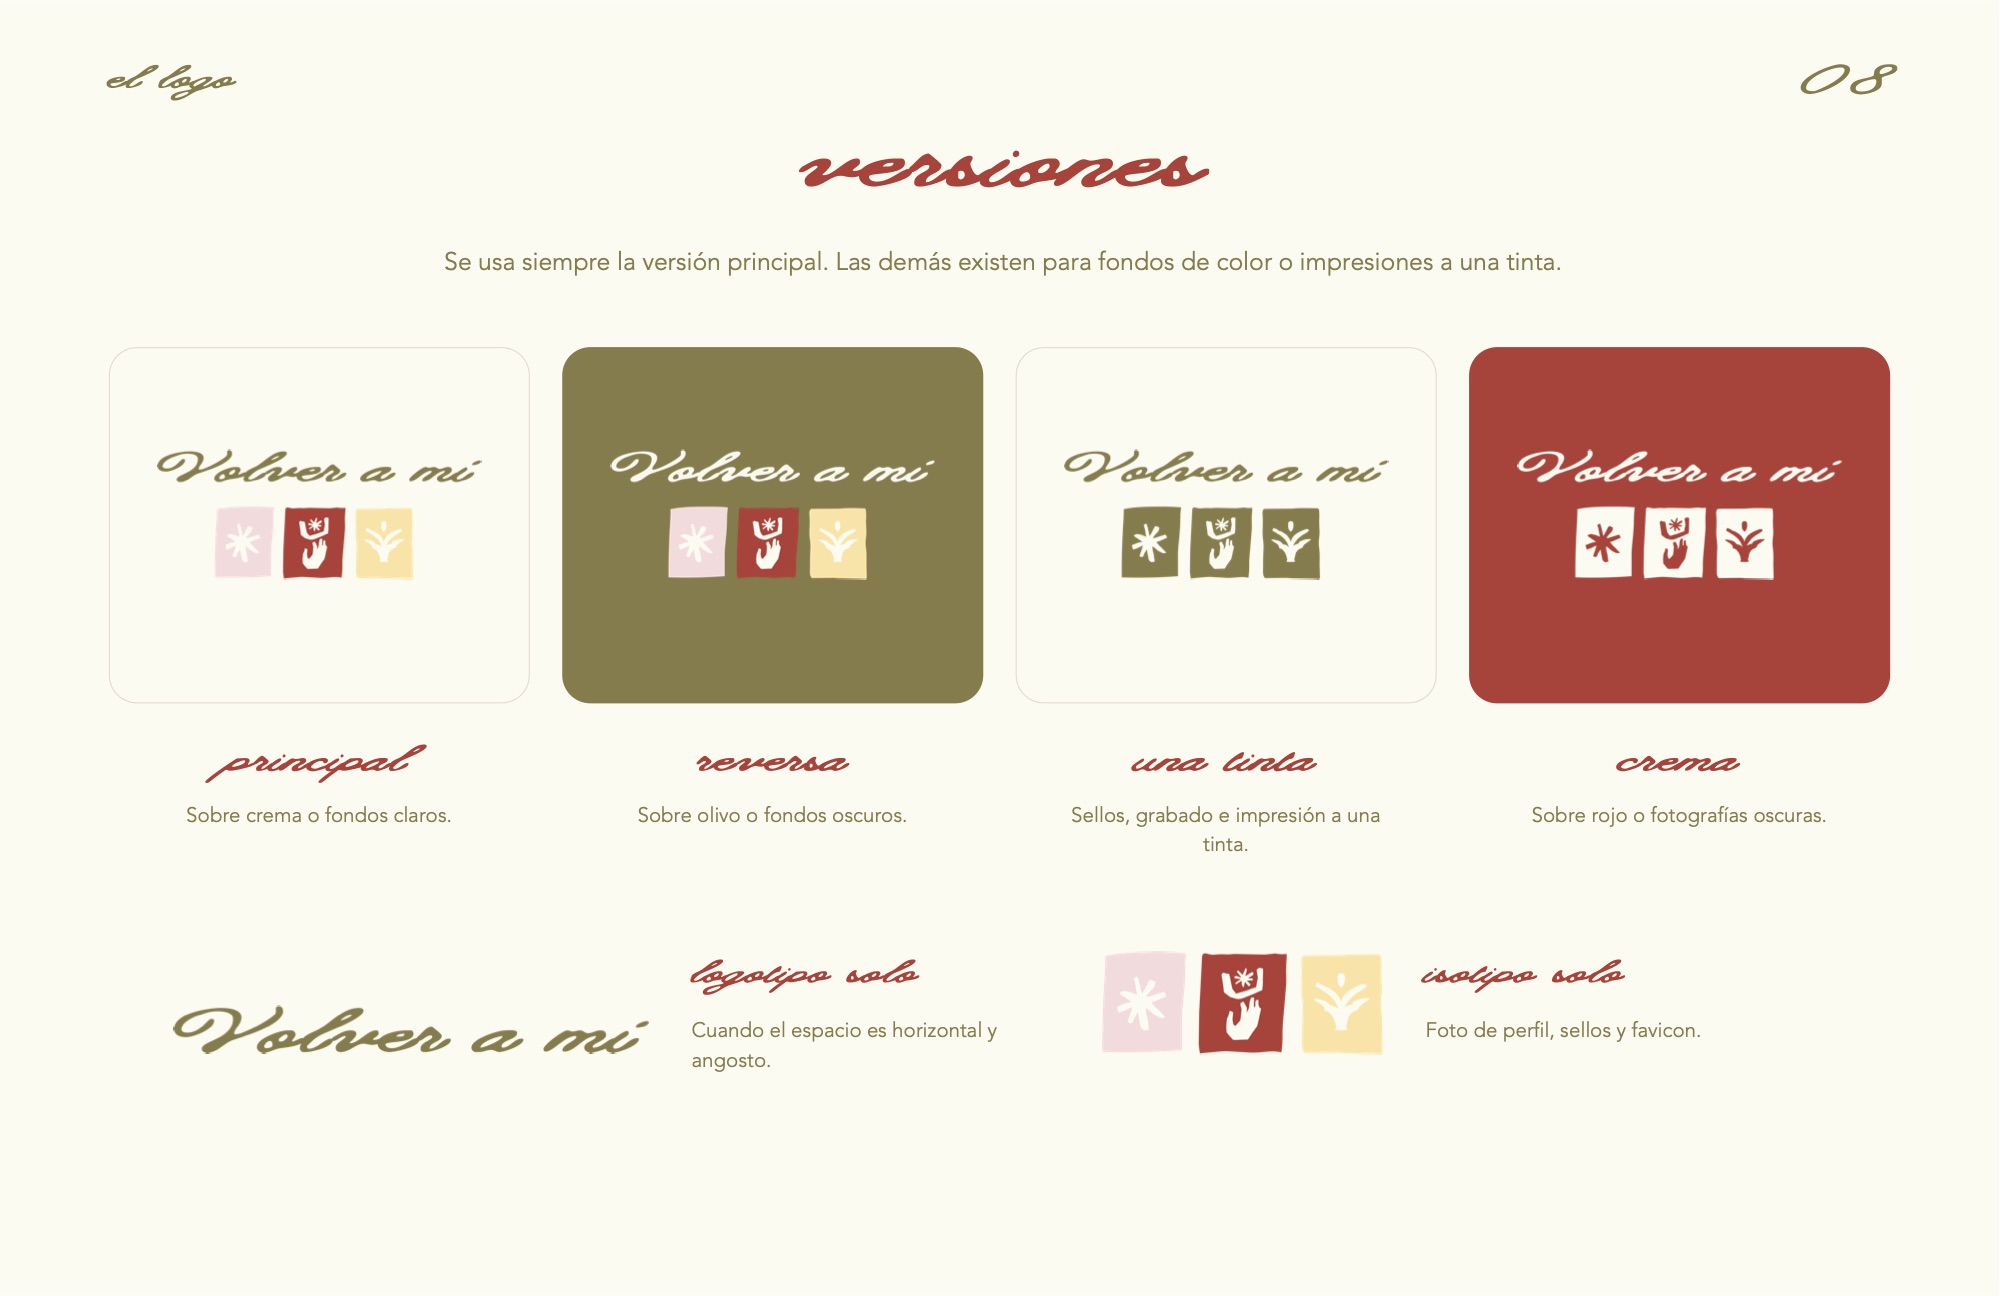 el logo
08
versiones
Se usa siempre la versión principal. Las demás existen para fondos de color o impresiones a una tinta.
Volver a mí
Volver a mí
Volver a mí
Volver a mí
principal
Sobre crema o fondos claros.
reversa
Sobre olivo o fondos oscuros.
una tinta
Sellos, grabado e impresión a una
tinta.
crema
Sobre rojo o fotografías oscuras.
Volver a mí
logotipo solo
Cuando el espacio es horizontal y
angosto.
isotipo solo
Foto de perfil, sellos y favicon.